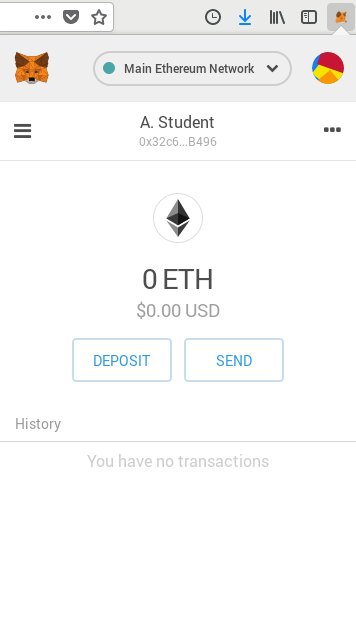 Main Ethereum Network
A. Student
0x32c6...B496
0 ETH
$0.00 USD
DEPOSIT
SEND
History
You have no transactions